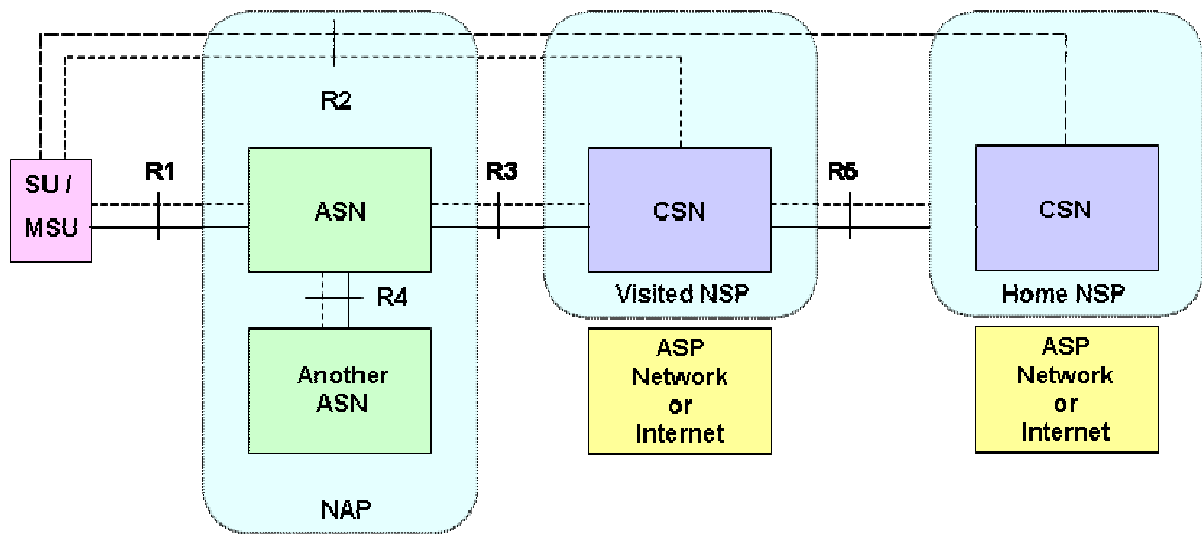 R2
SU /
MSU
R1
ASN
R3
CSN
R5
CSN
R4
Visited NSP
Home NSP
Another
ASN
ASP
Network
or
Internet
ASP
Network
or
Internet
NAP